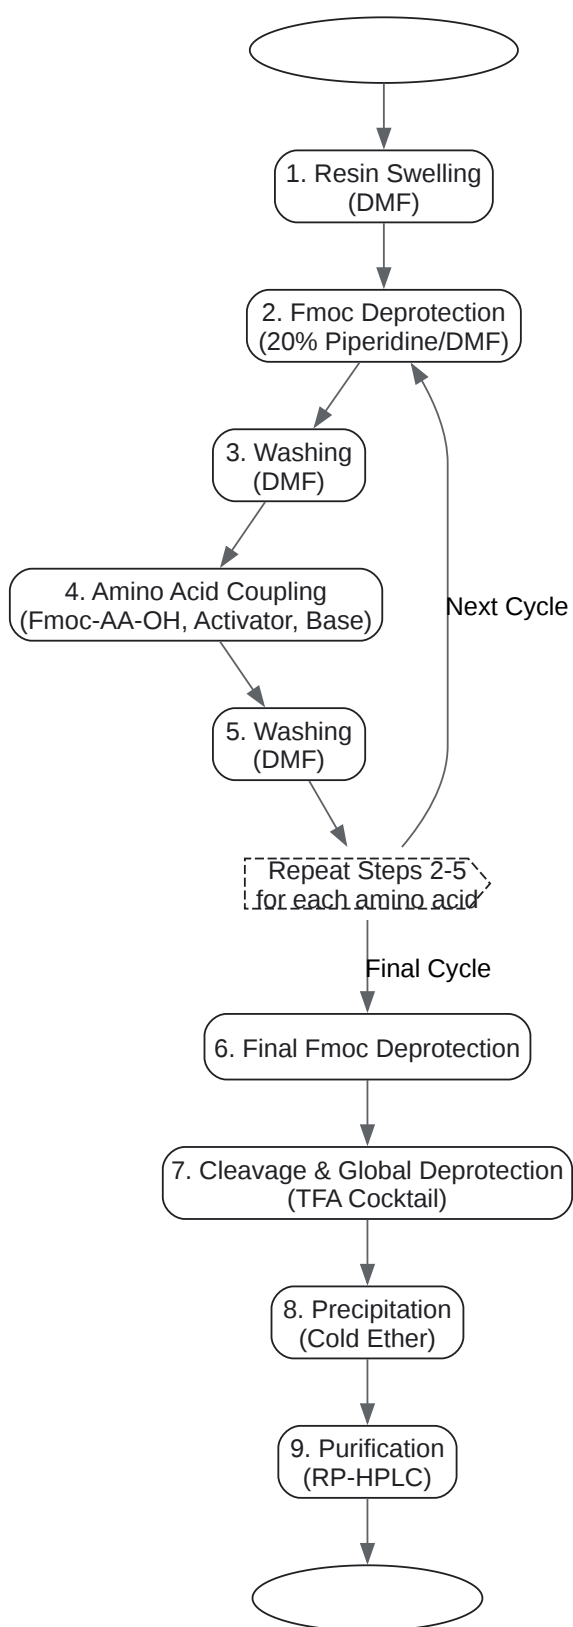 1. Resin Swelling
(DMF)
2. Fmoc Deprotection
(20% Piperidine/DMF)
3. Washing
(DMF)
4. Amino Acid Coupling
(Fmoc-AA-OH, Activator, Base)
Next Cycle
5. Washing
(DMF)
Repeat Steps 2-5
for each amino acid
Final Cycle
6. Final Fmoc Deprotection
7. Cleavage & Global Deprotection
(TFA Cocktail)
8. Precipitation
(Cold Ether)
9. Purification
(RP-HPLC)